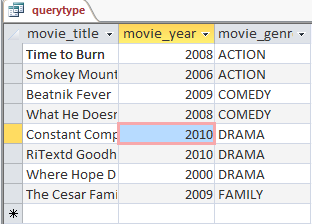 querytype
movie_title movie_year movie_genr
Time to Burn 2008 ACTION
Smokey Mount 2006 ACTION
Beatnik Fever 2009 COMEDY
What He Doesr 2008 COMEDY
Constant Comp 2010 DRAMA
RiTextd Goodh 2010 DRAMA
Where Hope D 2000 DRAMA
The Cesar Fami 2009 FAMILY